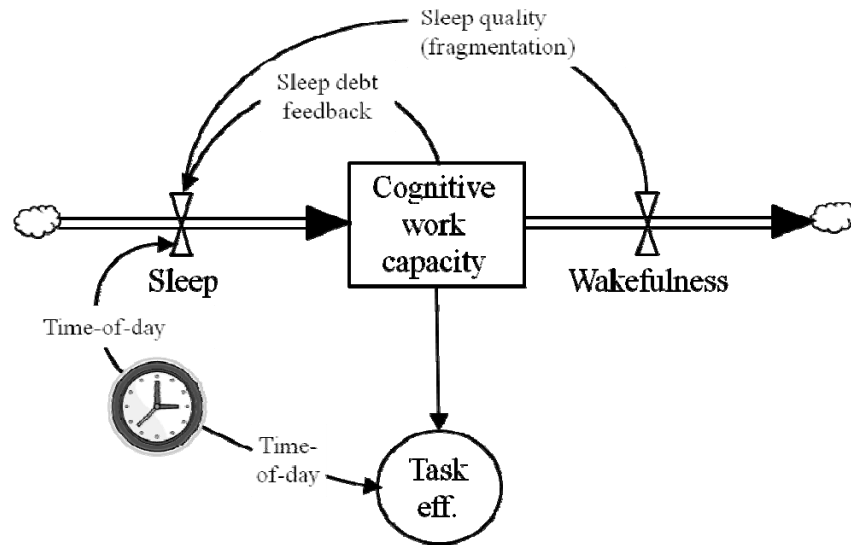 Sleep quality
(fragmentation)
Sleep debt
feedback
Cognitive
work
capacity
Sleep
Wakefulness
Time-of-day
Time-
of-day
Task
eff.